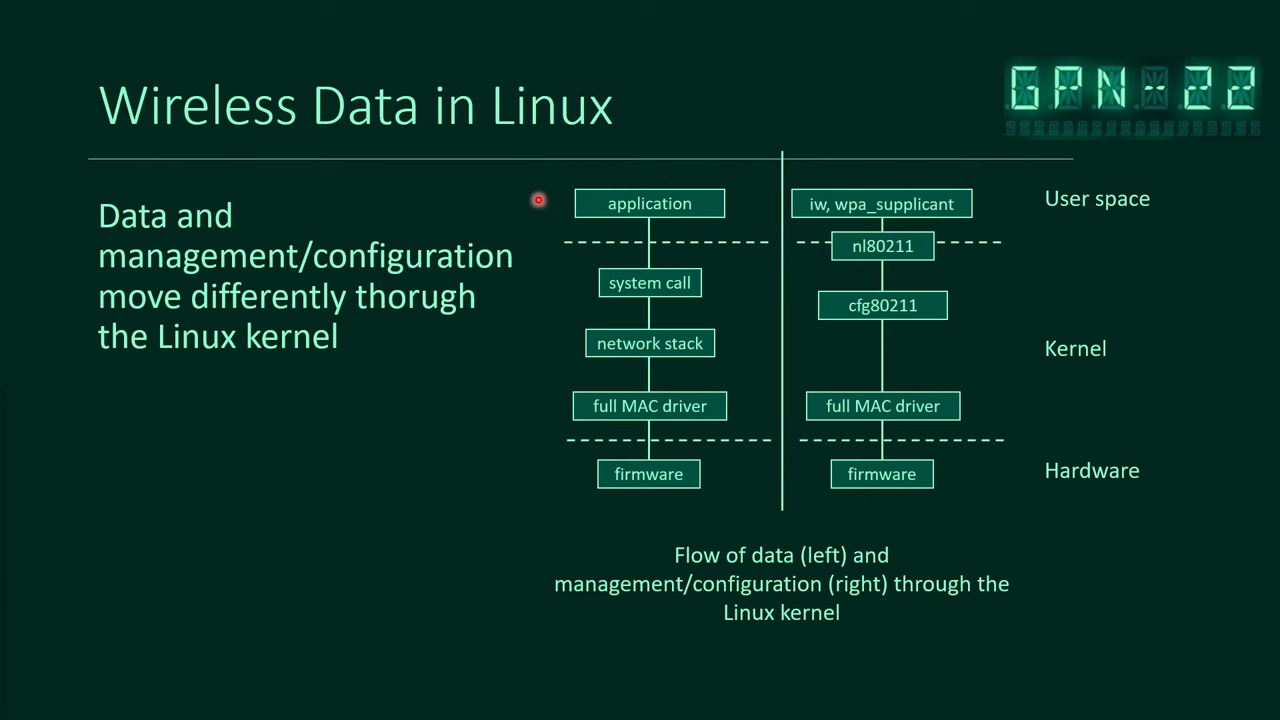 GPN-22
Wireless Data in Linux
Data and
management/configuration
move differently thorugh
the Linux kernel
application
system call
network stack
full MAC driver
firmware
iw, wpa_supplicant
nl80211
cfg80211
full MAC driver
firmware
User space
Kernel
Hardware
Flow of data (left) and
management/configuration (right) through the
Linux kernel